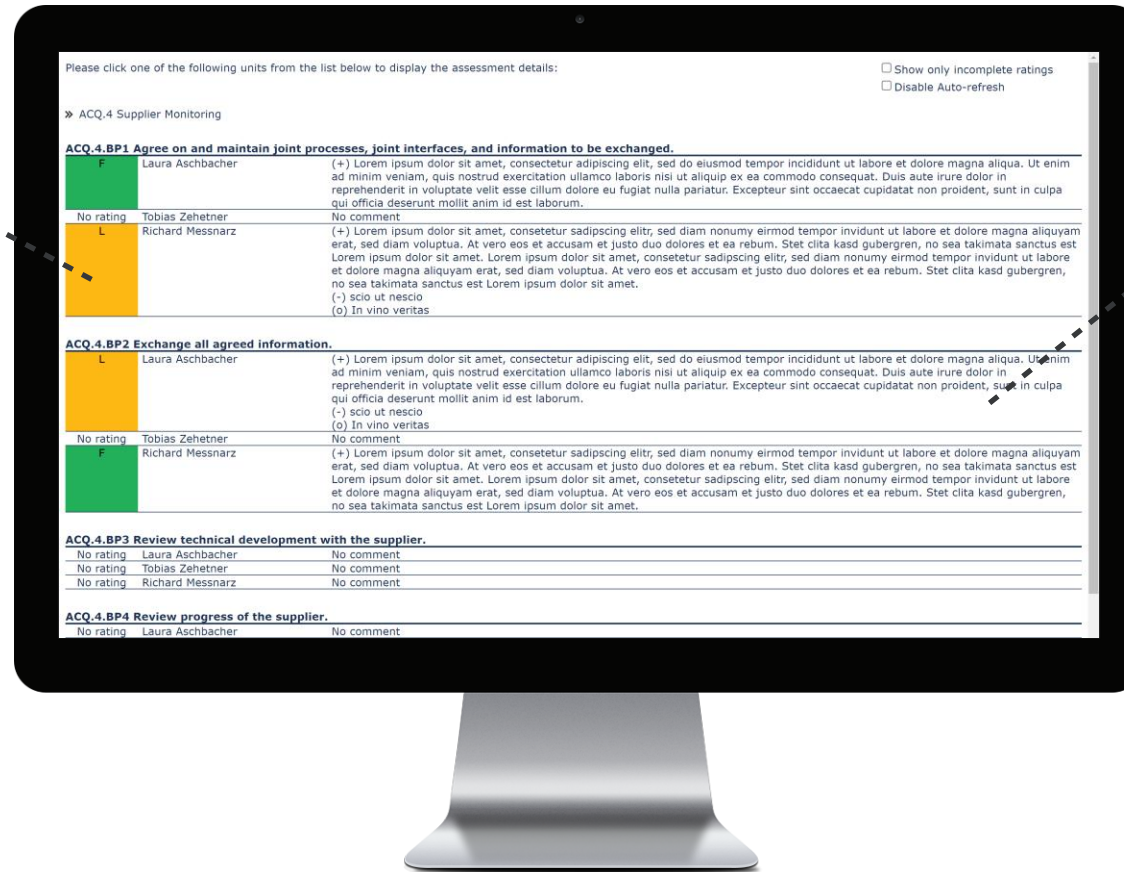 Please click one of the following units from the list below to display the assessment details:
Show only incomplete ratings
Disable Auto-refresh
» ACQ.4 Supplier Monitoring
ACQ.4.BP1 Agree on and maintain joint processes, joint interfaces, and information to be exchanged.
F Laura Aschbacher (+) Lorem ipsum dolor sit amet, consectetur adipiscing elit, sed do eiusmod tempor incididunt ut labore et dolore magna aliqua. Ut enim
ad minim veniam, quis nostrud exercitation ullamco laboris nisi ut aliquip ex ea commodo consequat. Duis aute irure dolor in
reprehenderit in voluptate velit esse cillum dolore eu fugiat nulla pariatur. Excepteur sint occaecat cupidatat non proident, sunt in culpa
qui officia deserunt mollit anim id est laborum.
No rating Tobias Zehetner No comment
L Richard Messnarz (+) Lorem ipsum dolor sit amet, consetetur sadipscing elitr, sed diam nonumy eirmod tempor invidunt ut labore et dolore magna aliquyam
erat, sed diam voluptua. At vero eos et accusam et justo duo dolores et ea rebum. Stet clita kasd gubergren, no sea takimata sanctus est
Lorem ipsum dolor sit amet. Lorem ipsum dolor sit amet, consetetur sadipscing elitr, sed diam nonumy eirmod tempor invidunt ut labore
et dolore magna aliquyam erat, sed diam voluptua. At vero eos et accusam et justo duo dolores et ea rebum. Stet clita kasd gubergren,
no sea takimata sanctus est Lorem ipsum dolor sit amet.
(-) scio ut nescio
(o) In vino veritas
ACQ.4.BP2 Exchange all agreed information.
L Laura Aschbacher (+) Lorem ipsum dolor sit amet, consectetur adipiscing elit, sed do eiusmod tempor incididunt ut labore et dolore magna aliqua. Ut enim
ad minim veniam, quis nostrud exercitation ullamco laboris nisi ut aliquip ex ea commodo consequat. Duis aute irure dolor in
reprehenderit in voluptate velit esse cillum dolore eu fugiat nulla pariatur. Excepteur sint occaecat cupidatat non proident, sunt in culpa
qui officia deserunt mollit anim id est laborum.
(-) scio ut nescio
(o) In vino veritas
No rating Tobias Zehetner No comment
F Richard Messnarz (+) Lorem ipsum dolor sit amet, consetetur sadipscing elitr, sed diam nonumy eirmod tempor invidunt ut labore et dolore magna aliquyam
erat, sed diam voluptua. At vero eos et accusam et justo duo dolores et ea rebum. Stet clita kasd gubergren, no sea takimata sanctus est
Lorem ipsum dolor sit amet. Lorem ipsum dolor sit amet, consetetur sadipscing elitr, sed diam nonumy eirmod tempor invidunt ut labore
et dolore magna aliquyam erat, sed diam voluptua. At vero eos et accusam et justo duo dolores et ea rebum. Stet clita kasd gubergren,
no sea takimata sanctus est Lorem ipsum dolor sit amet.
ACQ.4.BP3 Review technical development with the supplier.
No rating Laura Aschbacher No comment
No rating Tobias Zehetner No comment
No rating Richard Messnarz No comment
ACQ.4.BP4 Review progress of the supplier.
No rating Laura Aschbacher No comment